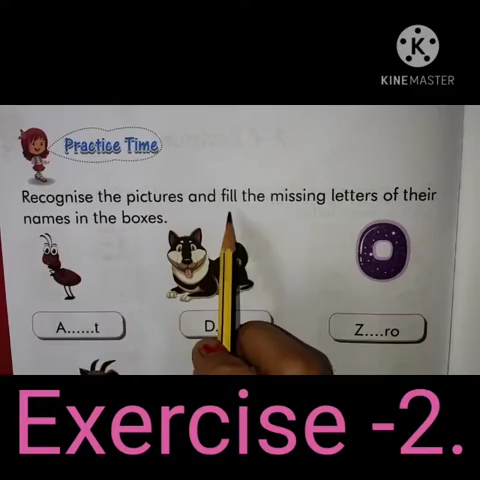 KINEMASTER
Practice Time
Recognise the pictures and fill the missing letters of their
names in the boxes.
A......t
D.
Z....ro
Exercise -2.